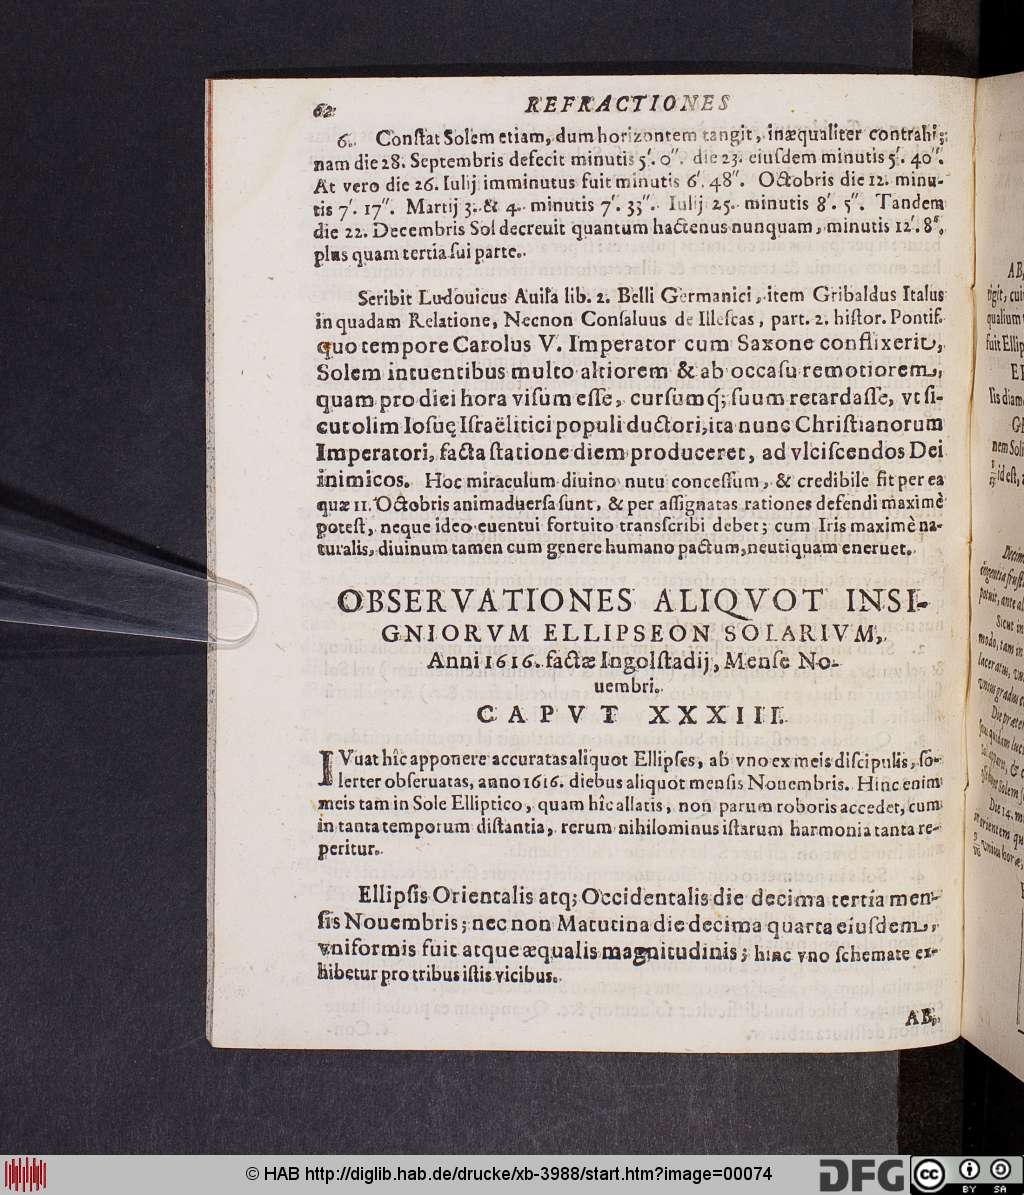 62 REFRACTIONES
6. Conſtat Solem etiam, dum horizontem tangit, inæqualiter contrahi;
nam die 28. Septembris defecit minutis 5′. 0″. die 23. eiuſdem minutis 5′. 40″.
At vero die 26. Iulij imminutus fuit minutis 6′. 48″. Octobris die 12. minu-
tis 7′. 17″. Martij 3. & 4. minutis 7′. 33″. Iulij 25. minutis 8′. 5″. Tandem
die 22. Decembris Sol decreuit quantum hactenus nunquam, minutis 12′. 8″.
plus quam tertia ſui parte.
Scribit Ludouicus Auila lib. 2. Belli Germanici, item Gribaldus Italus
in quadam Relatione, Necnon Conſaluus de Illeſcas, part. 2. hiſtor. Pontif.
quo tempore Carolus V. Imperator cum Saxone conflixerit,
Solem intuentibus multo altiorem & ab occaſu remotiorem,
quam pro diei hora viſum eſſe, curſumq́; ſuum retardaſſe, vt ſi-
cut olim Ioſuę Iſraëlitici populi ductori, ita nunc Chriſtianorum
Imperatori, facta ſtatione diem produceret, ad vlciſcendos Dei
inimicos. Hoc miraculum diuino nutu conceſſum, & credibile fit per ea
quæ 11. Octobris animaduerſa ſunt, & per aſſignatas rationes defendi maximè
poteſt, neque ideo euentui fortuito transſcribi debet; cum Iris maximè na-
turalis, diuinum tamen cum genere humano pactum, neutiquam eneruet.
OBSERVATIONES ALIQVOT INSI-
GNIORVM ELLIPSEON SOLARIVM,
Anni 1616. factæ Ingolſtadij, Menſe No-
uembri.
CAPVT XXXIII.
IVuat hîc apponere accuratas aliquot Ellipſes, ab vno ex meis diſcipulis, ſo-
lerter obſeruatas, anno 1616. diebus aliquot menſis Nouembris. Hinc enim
meis tam in Sole Elliptico, quam hîc allatis, non parum roboris accedet, cum
in tanta temporum diſtantia, rerum nihilominus iſtarum harmonia tanta re-
peritur.
Ellipſis Orientalis atq; Occidentalis die decima tertia men-
ſis Nouembris; nec non Matutina die decima quarta eiuſdem,
vniformis fuit atque æqualis magnitudinis; hinc vno ſchemate ex-
hibetur pro tribus iſtis vicibus.
AB,
© HAB http://diglib.hab.de/drucke/xb-3988/start.htm?image=00074
DFG
cc BY SA